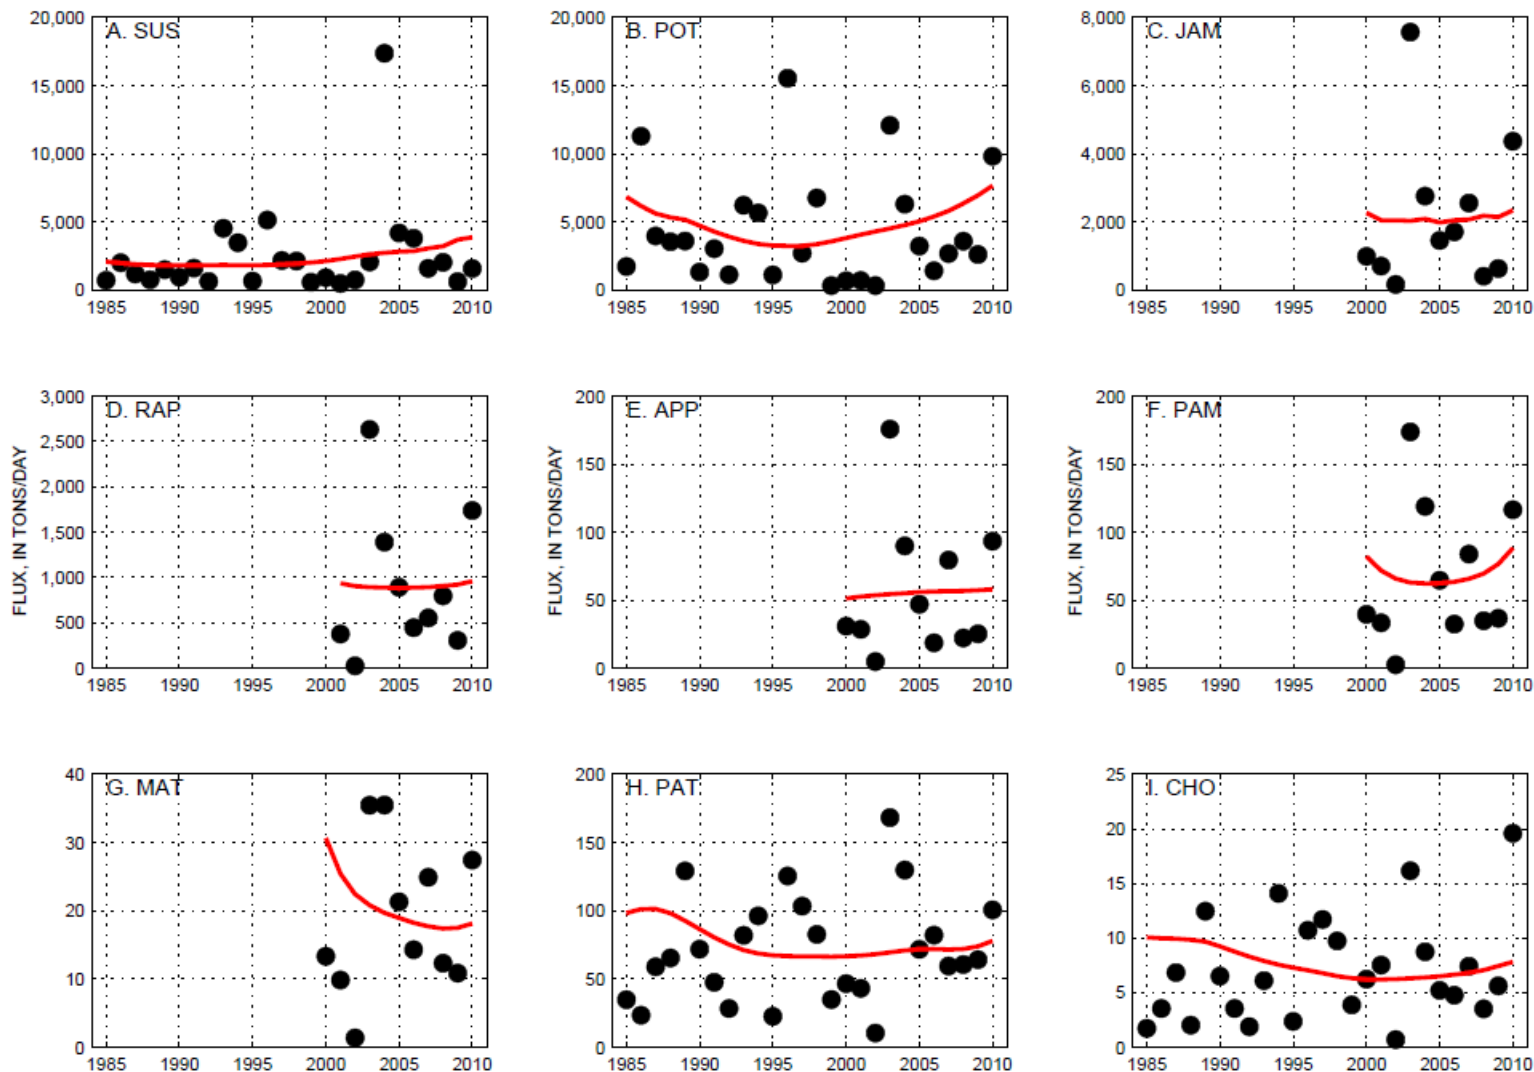 20,000 20,000 8,000
A. SUS B. POT C. JAM
15,000 15,000 6,000
10,000 10,000 4,000
5,000 5,000 2,000
0 0 0
1985 1990 1995 2000 2005 2010 1985 1990 1995 2000 2005 2010 1985 1990 1995 2000 2005 2010
3,000 200 200
D. RAP E. APP F. PAM
2,500
150 150
2,000
1,500 100 100
1,000
50 50
500
0 0 0
FLUX, IN TONS/DAY FLUX, IN TONS/DAY FLUX, IN TONS/DAY
1985 1990 1995 2000 2005 2010 1985 1990 1995 2000 2005 2010 1985 1990 1995 2000 2005 2010
40 200 25
G. MAT H. PAT I. CHO
20
30 150
15
20 100
10
10 50
5
0 0 0
1985 1990 1995 2000 2005 2010 1985 1990 1995 2000 2005 2010 1985 1990 1995 2000 2005 2010